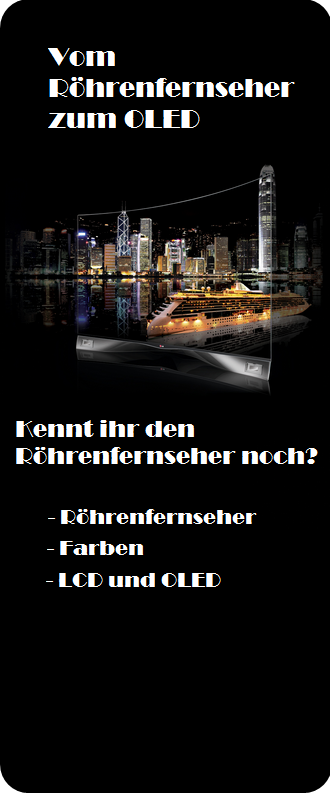 Vom
Röhrenfernseher
zum OLED
Kennt ihr den
Röhrenfernseher noch?
- Röhrenfernseher
- Farben
- LCD und OLED